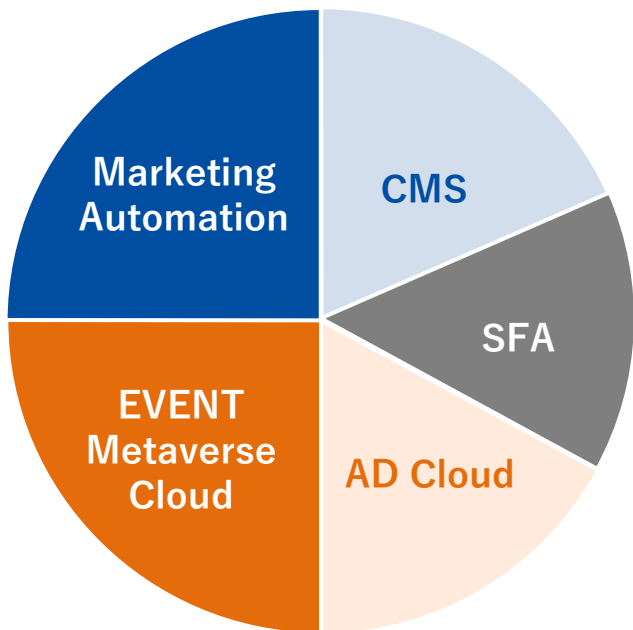 Marketing
Automation
CMS
SFA
EVENT
Metaverse
Cloud
AD Cloud